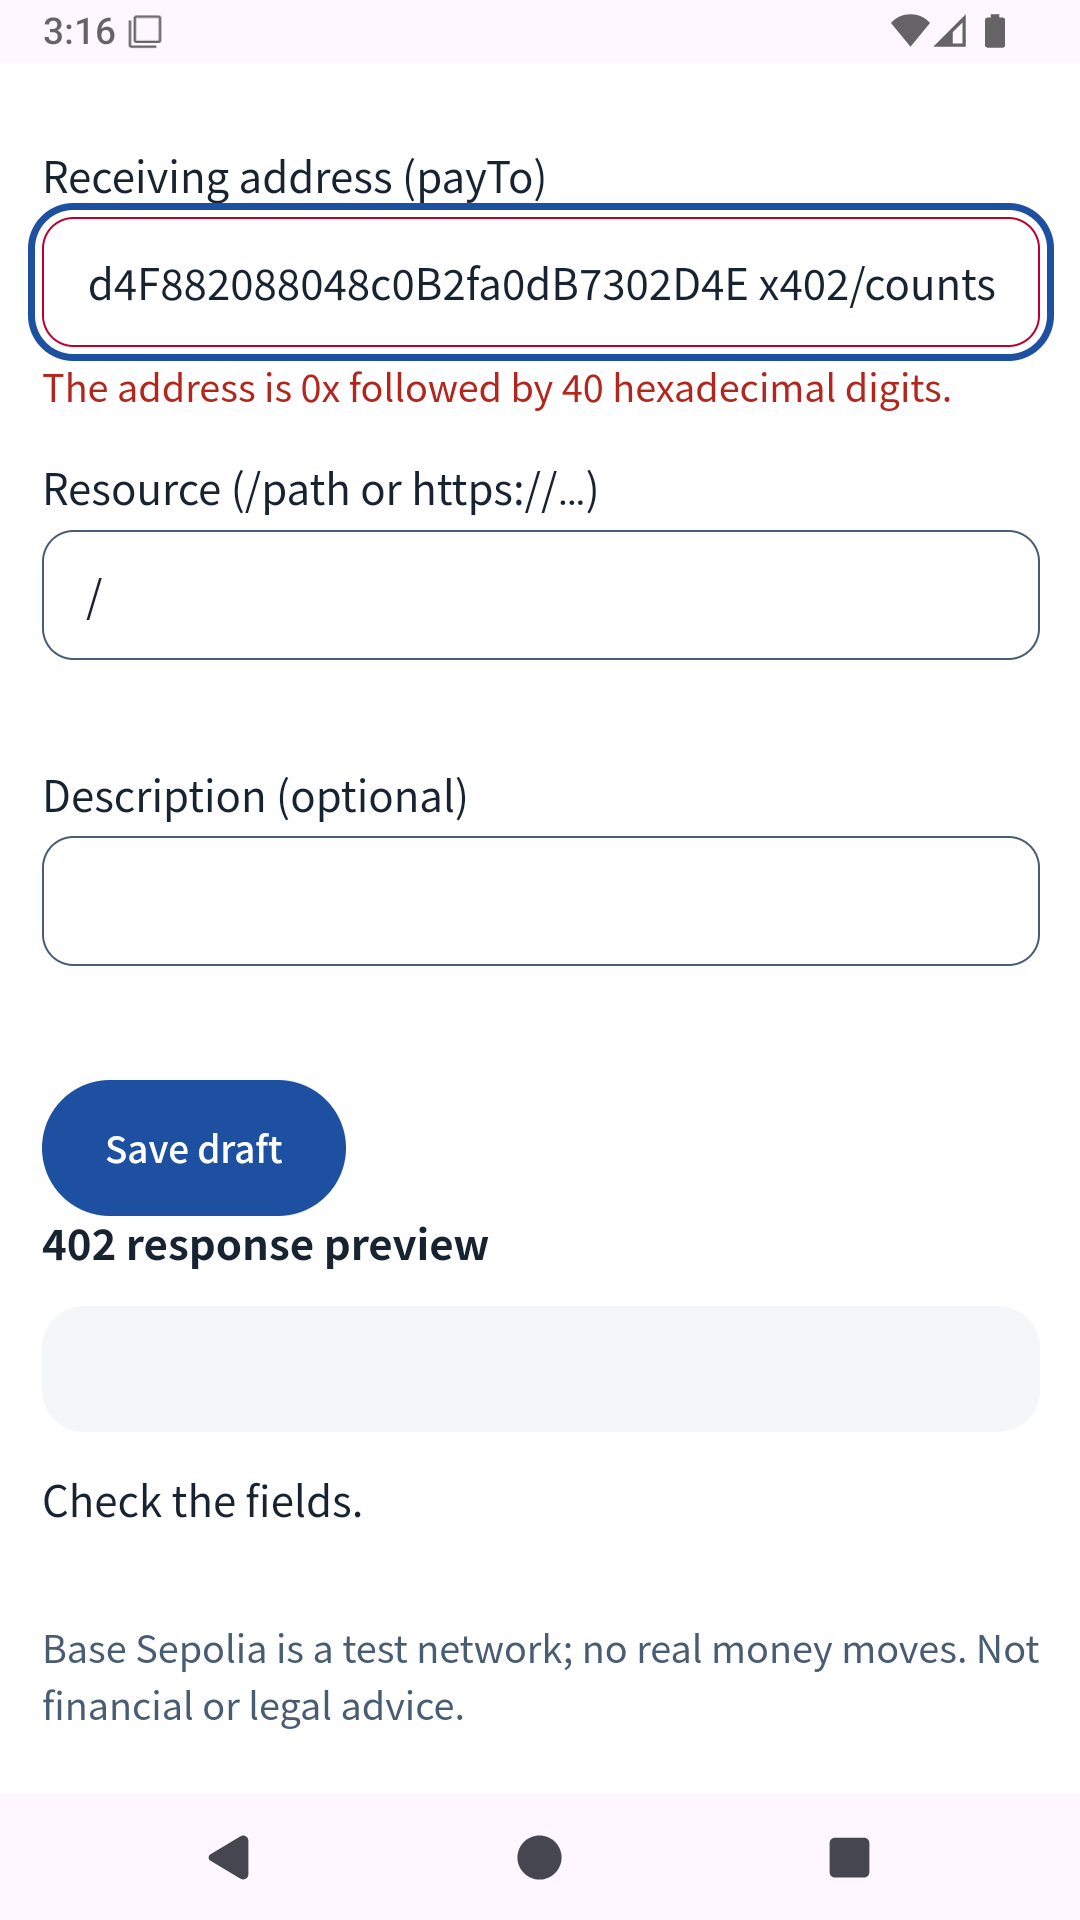 3:16
Receiving address (payTo)
d4F882088048c0B2fa0dB7302D4E x402/counts
The address is 0x followed by 40 hexadecimal digits.
Resource (/path or https://…)
/
Description (optional)
Save draft
402 response preview
Check the fields.
Base Sepolia is a test network; no real money moves. Not
financial or legal advice.